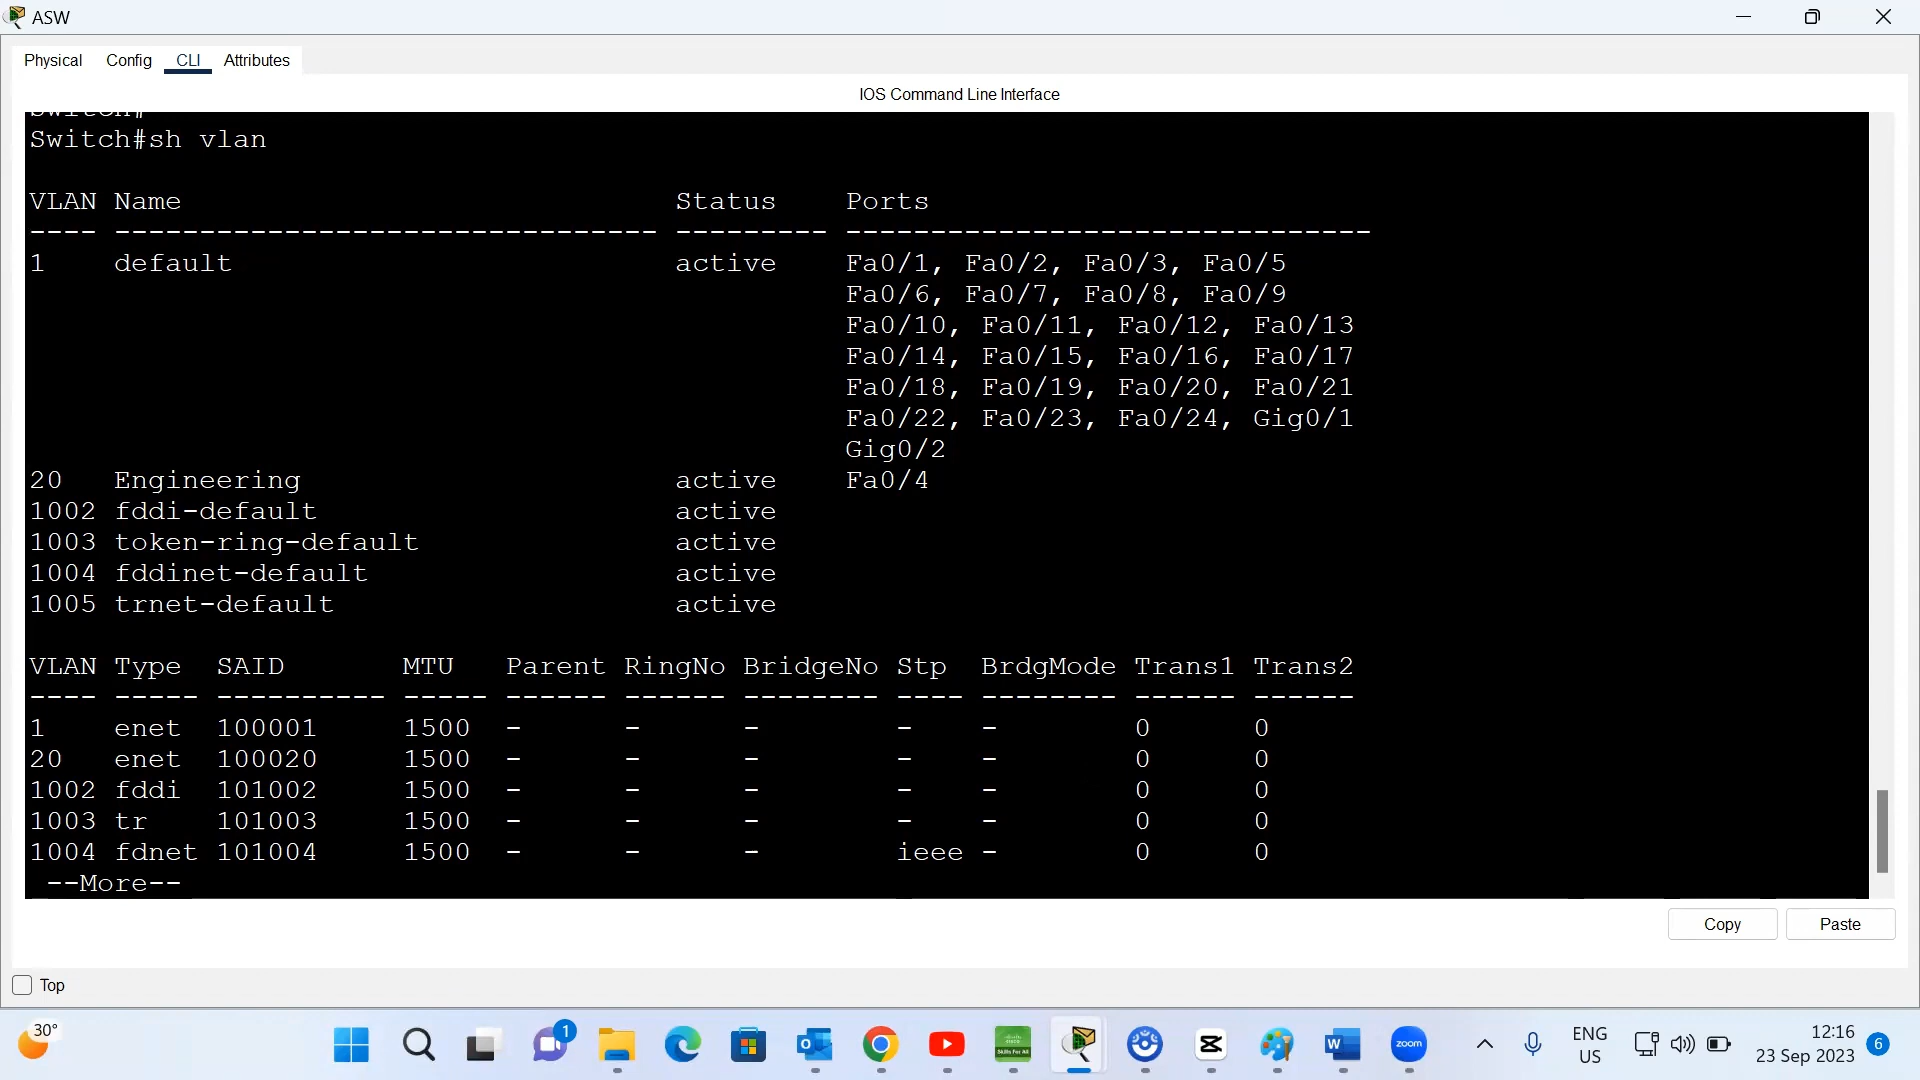 ASW
Physical Config CLI Attributes
IOS Command Line Interface
Switch#
Switch#sh vlan
VLAN Name Status Ports
---- -------------------------------- --------- -------------------------------
1 default active Fa0/1, Fa0/2, Fa0/3, Fa0/5
Fa0/6, Fa0/7, Fa0/8, Fa0/9
Fa0/10, Fa0/11, Fa0/12, Fa0/13
Fa0/14, Fa0/15, Fa0/16, Fa0/17
Fa0/18, Fa0/19, Fa0/20, Fa0/21
Fa0/22, Fa0/23, Fa0/24, Gig0/1
Gig0/2
20 Engineering active Fa0/4
1002 fddi-default active
1003 token-ring-default active
1004 fddinet-default active
1005 trnet-default active
VLAN Type SAID MTU Parent RingNo BridgeNo Stp BrdgMode Trans1 Trans2
---- ----- ---------- ----- ------ ------ -------- ---- -------- ------ ------
1 enet 100001 1500 - - - - - 0 0
20 enet 100020 1500 - - - - - 0 0
1002 fddi 101002 1500 - - - - - 0 0
1003 tr 101003 1500 - - - - - 0 0
1004 fdnet 101004 1500 - - - ieee - 0 0
--More--
Copy Paste
Top
30°
1
zoom
ENG
US
12:16
23 Sep 2023
6